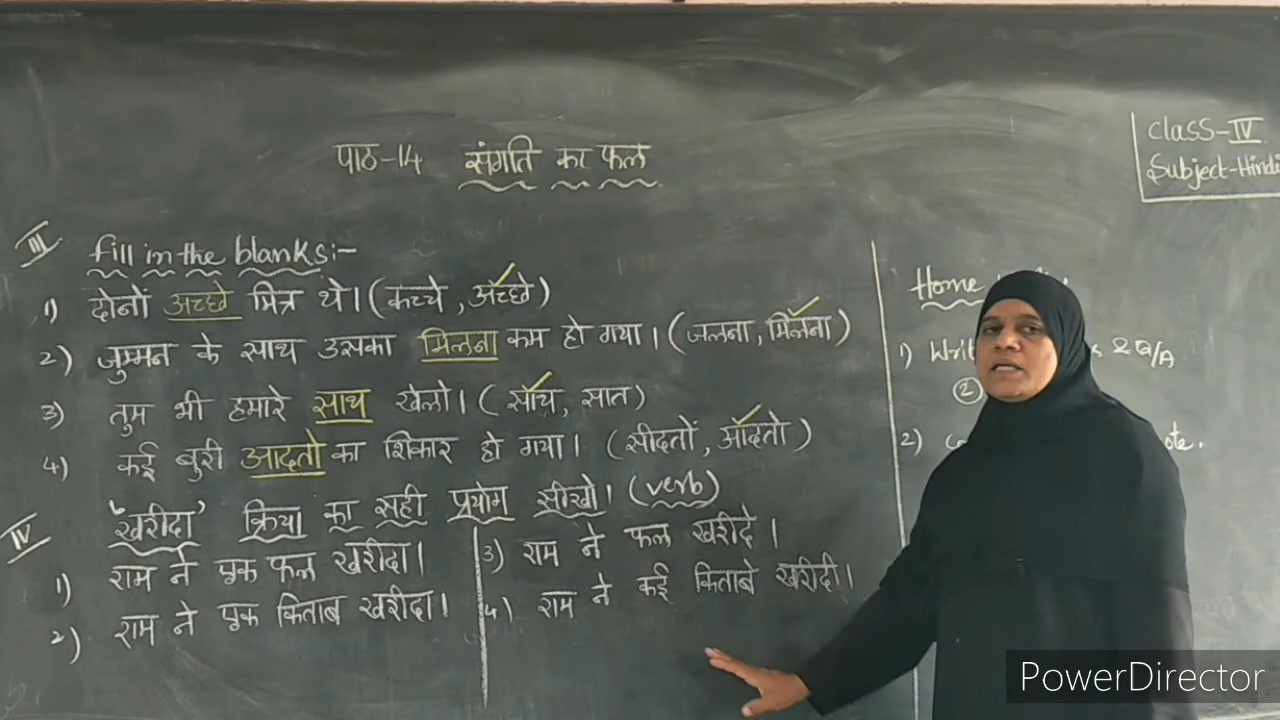 पाठ-14 संगति का फल
Class-IV
Subject-Hindi
III fill in the blanks:-
1) दोनों अच्छे मित्र थे। (कच्चे, अच्छे)
2) जुम्मन के साथ उसका मिलना कम हो गया। (जलना, मिलना)
3) तुम भी हमारे साथ खेलो। (साथ, सात)
4) कई बुरी आदतो का शिकार हो गया। (सीदतों, आदतो)
IV "खरीदा" क्रिया का सही प्रयोग सीखो। (verb)
1) राम ने एक फल खरीदा।
2) राम ने एक किताब खरीदा।
3) राम ने फल खरीदे।
4) राम ने कई किताबे खरीदी।
Home
1) & Q/A
②
2)
PowerDirector